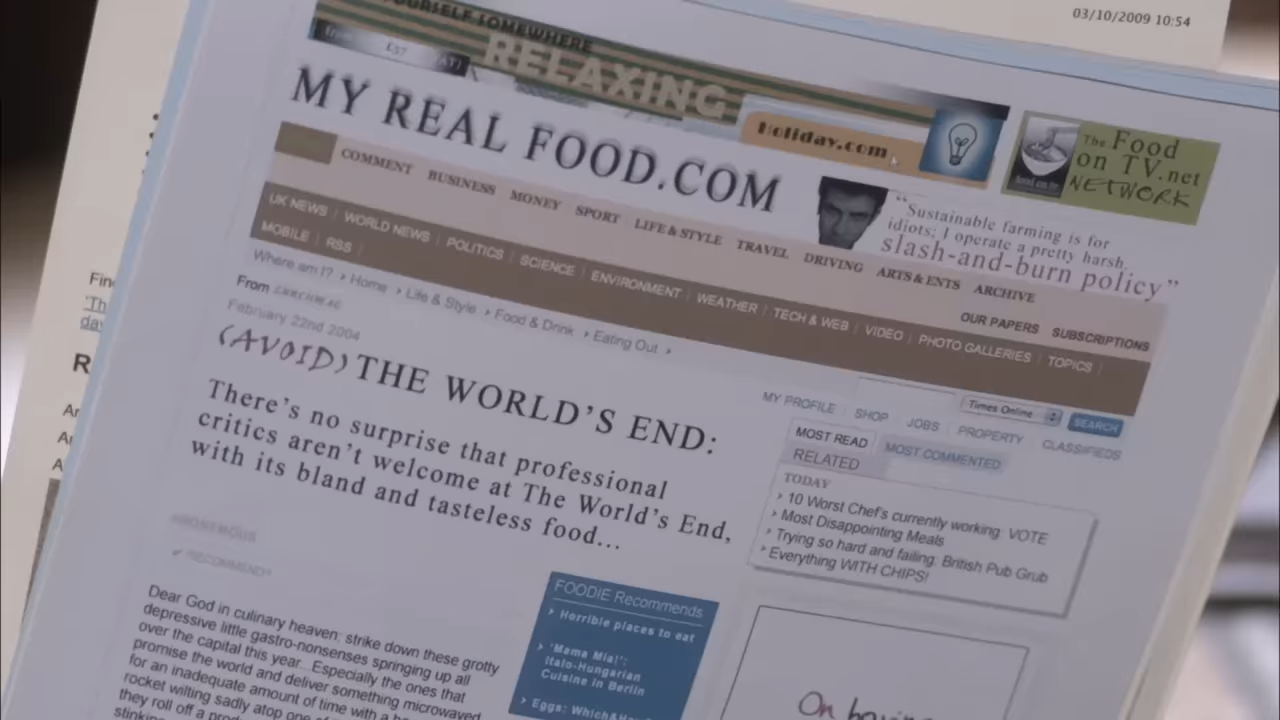 03/10/2009 10:54
YOURSELF SOMEWHERE
RELAXING
Holiday.com
The Food
on TV.net
NETWORK
MY REAL FOOD.COM
"Sustainable farming is for
idiots; I operate a pretty harsh,
slash-and-burn policy"
COMMENT BUSINESS MONEY SPORT LIFE & STYLE TRAVEL DRIVING ARTS & ENTS ARCHIVE
OUR PAPERS SUBSCRIPTIONS
UK NEWS | WORLD NEWS | POLITICS | SCIENCE | ENVIRONMENT | WEATHER | TECH & WEB | VIDEO | PHOTO GALLERIES | TOPICS |
MOBILE | RSS |
Where am I? Home Life & Style Food & Drink Eating Out
From
February 22nd 2004
(AVOID) THE WORLD'S END:
There's no surprise that professional
critics aren't welcome at The World's End,
with its bland and tasteless food...
Times Online SEARCH
MY PROFILE SHOP JOBS PROPERTY CLASSIFIEDS
MOST READ MOST COMMENTED
RELATED
TODAY
10 Worst Chef's currently working: VOTE
Most Disappointing Meals
Trying so hard and failing: British Pub Grub
Everything WITH CHIPS!
ANONYMOUS
RECOMMEND?
Dear God in culinary heaven; strike down these grotty
depressive little gastro-nonsenses springing up all
over the capital this year. Especially the ones that
promise the world and deliver something microwaved
for an inadequate amount of time with a
rocket wilting sadly atop one of
they roll off a
FOODIE Recommends
Horrible places to eat
'Mama Mia!':
Italo-Hungarian
Cuisine in Berlin
Eggs:
On